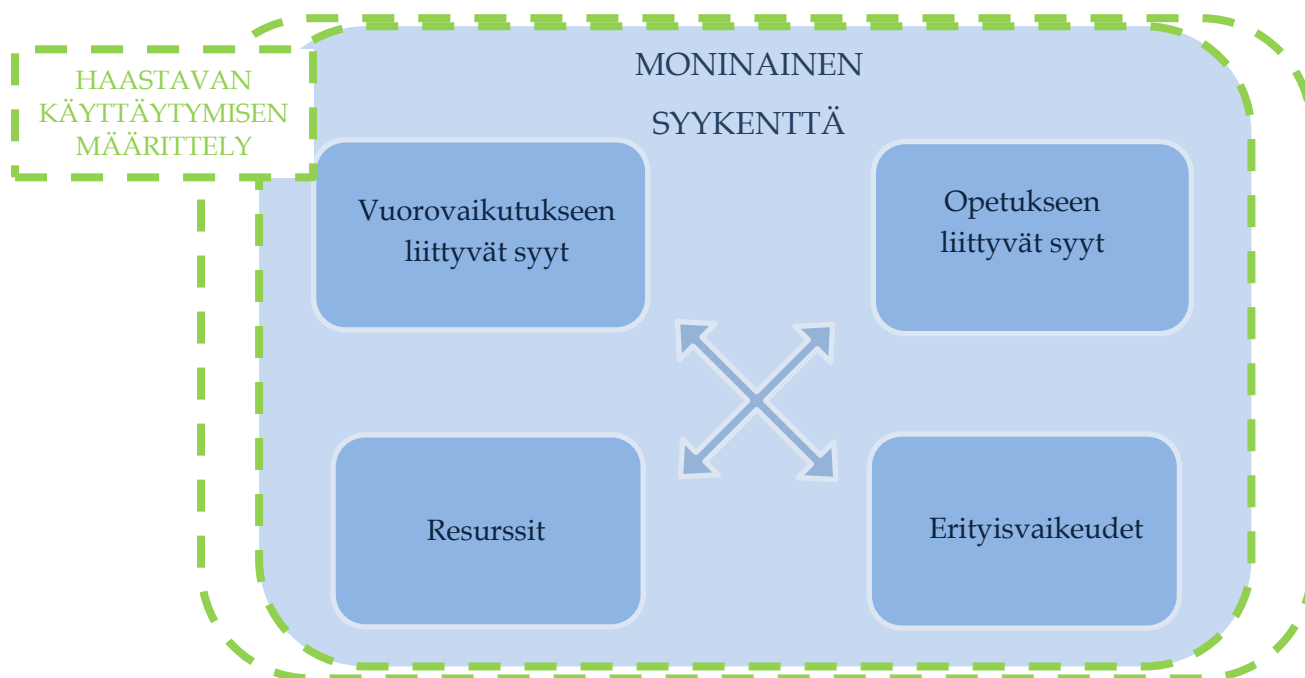 HAASTAVAN
KÄYTTÄYTYMISEN
MÄÄRITTELY
MONINAINEN
SYYKENTTÄ
Vuorovaikutukseen
liittyvät syyt
Opetukseen
liittyvät syyt
Resurssit
Erityisvaikeudet